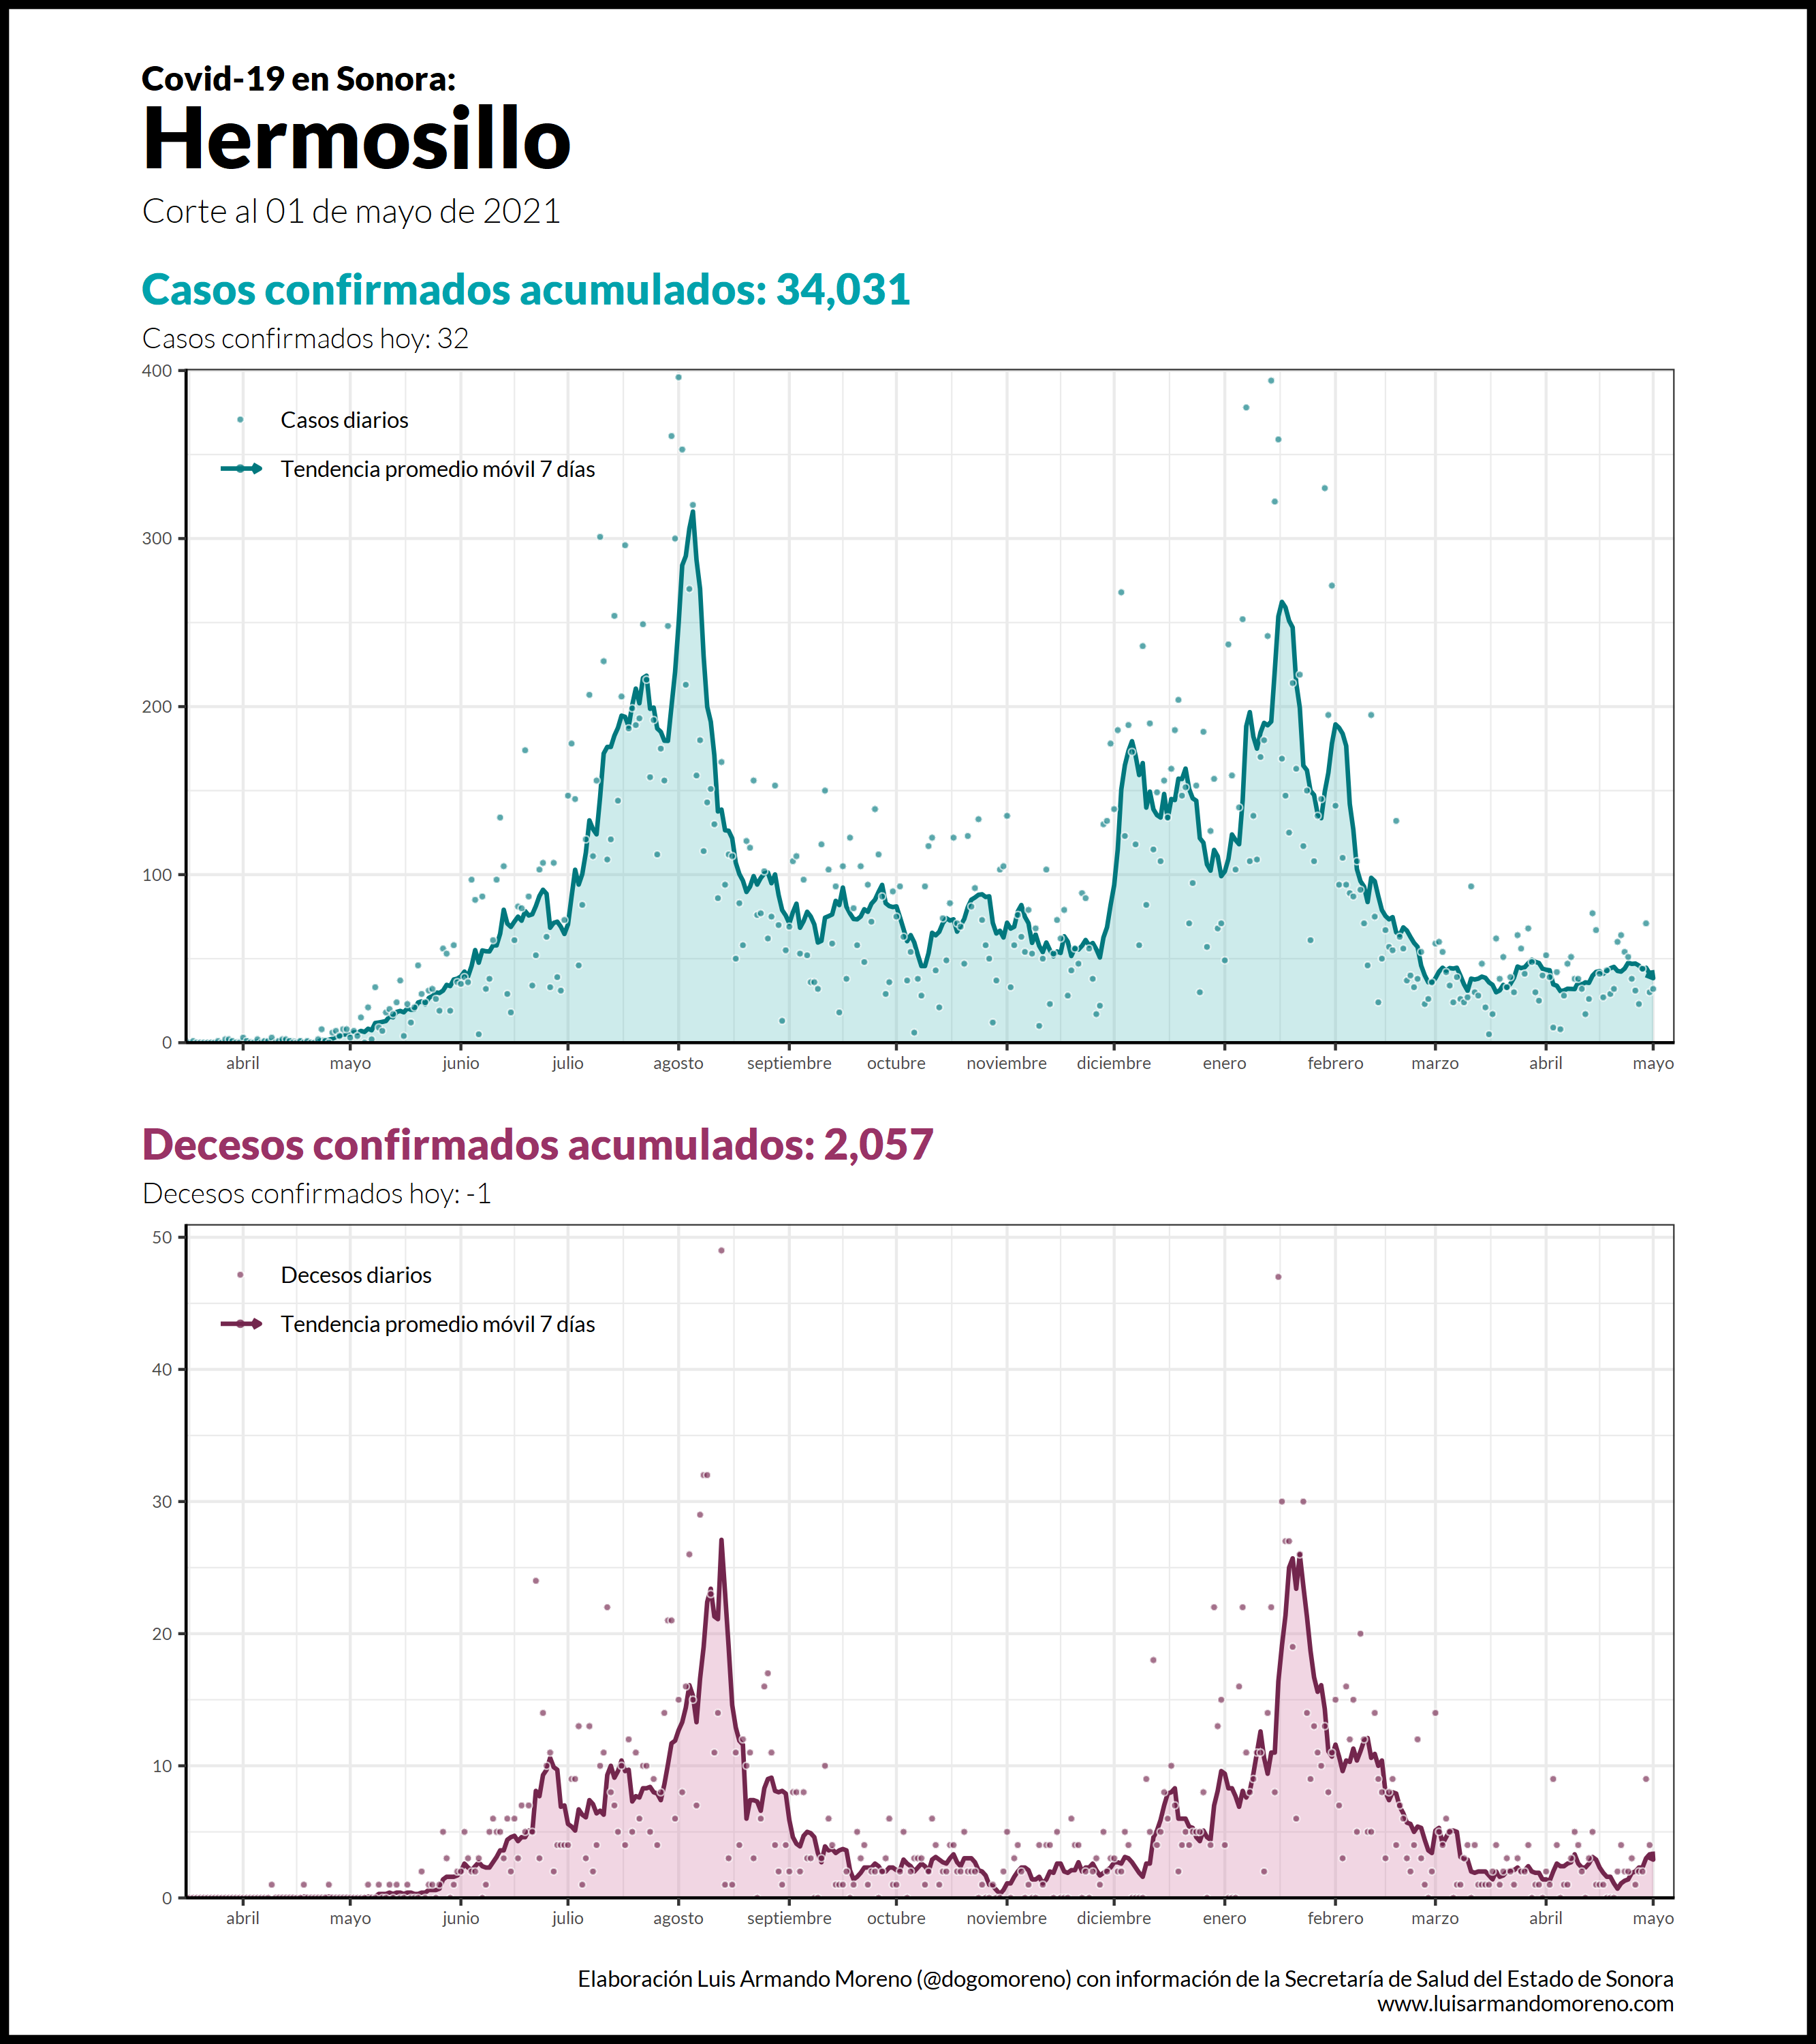 Covid-19 en Sonora:
Hermosillo
Corte al 01 de mayo de 2021
Casos confirmados acumulados: 34,031
Casos confirmados hoy: 32
400
300
200
100
0
Casos diarios
Tendencia promedio móvil 7 días
abril mayo junio julio agosto septiembre octubre noviembre diciembre enero febrero marzo abril mayo
Decesos confirmados acumulados: 2,057
Decesos confirmados hoy: -1
50
40
30
20
10
0
Decesos diarios
Tendencia promedio móvil 7 días
abril mayo junio julio agosto septiembre octubre noviembre diciembre enero febrero marzo abril mayo
Elaboración Luis Armando Moreno (@dogomoreno) con información de la Secretaría de Salud del Estado de Sonora
www.luisarmandomoreno.com